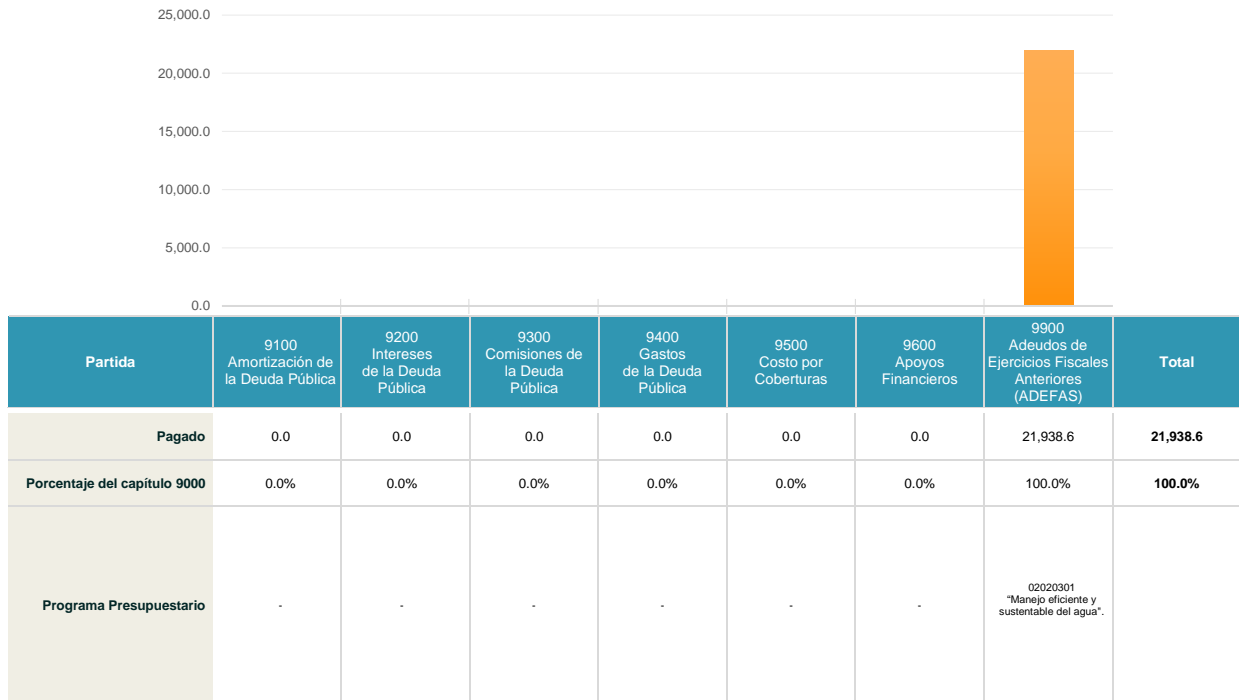 25,000.0
20,000.0
15,000.0
10,000.0
5,000.0
0.0
Partida
9100
Amortización de
la Deuda Pública
9200
Intereses
de la Deuda
Pública
9300
Comisiones de
la Deuda
Pública
9400
Gastos
de la Deuda
Pública
9500
Costo por
Coberturas
9600
Apoyos
Financieros
9900
Adeudos de
Ejercicios Fiscales
Anteriores
(ADEFAS)
Total
Pagado
0.0
0.0
0.0
0.0
0.0
0.0
21,938.6
21,938.6
Porcentaje del capítulo 9000
0.0%
0.0%
0.0%
0.0%
0.0%
0.0%
100.0%
100.0%
Programa Presupuestario
-
-
-
-
-
-
02020301
“Manejo eficiente y
sustentable del agua”.